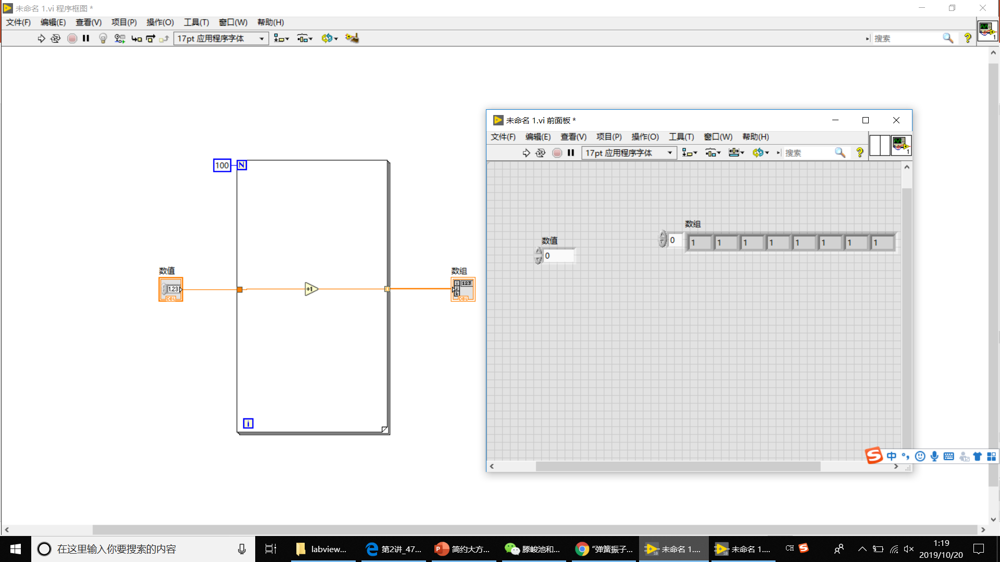 未命名 1.vi 程序框图 *
文件(F) 编辑(E) 查看(V) 项目(P) 操作(O) 工具(T) 窗口(W) 帮助(H)
17pt 应用程序字体
搜索
1
100
N
数值
1.23
DBL
+1
i
数组
i
j
k
123
DBL
未命名 1.vi 前面板 *
文件(F) 编辑(E) 查看(V) 项目(P) 操作(O) 工具(T) 窗口(W) 帮助(H)
17pt 应用程序字体
搜索
1
数组
0 1 1 1 1 1 1 1 1
数值
0
中
在这里输入你要搜索的内容
labview...
第2讲_47...
简约大方...
滕峻池和...
“弹簧振子...
未命名 1....
未命名 1....
CH
1:19
2019/10/20